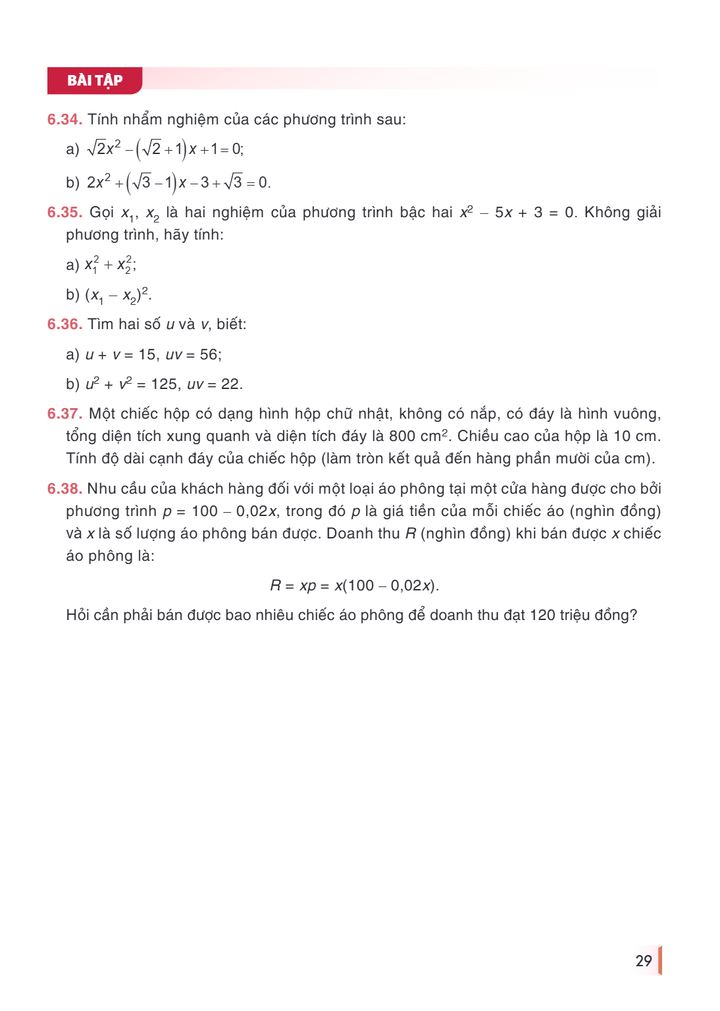 BÀI TẬP
6.34. Tính nhẩm nghiệm của các phương trình sau:
a) √2x² − (√2 + 1)x + 1 = 0;
b) 2x² + (√3 − 1)x − 3 + √3 = 0.
6.35. Gọi x₁, x₂ là hai nghiệm của phương trình bậc hai x² – 5x + 3 = 0. Không giải
phương trình, hãy tính:
a) x₁² + x₂²;
b) (x₁ – x₂)².
6.36. Tìm hai số u và v, biết:
a) u + v = 15, uv = 56;
b) u² + v² = 125, uv = 22.
6.37. Một chiếc hộp có dạng hình hộp chữ nhật, không có nắp, có đáy là hình vuông,
tổng diện tích xung quanh và diện tích đáy là 800 cm². Chiều cao của hộp là 10 cm.
Tính độ dài cạnh đáy của chiếc hộp (làm tròn kết quả đến hàng phần mười của cm).
6.38. Nhu cầu của khách hàng đối với một loại áo phông tại một cửa hàng được cho bởi
phương trình p = 100 – 0,02x, trong đó p là giá tiền của mỗi chiếc áo (nghìn đồng)
và x là số lượng áo phông bán được. Doanh thu R (nghìn đồng) khi bán được x chiếc
áo phông là:
R = xp = x(100 – 0,02x).
Hỏi cần phải bán được bao nhiêu chiếc áo phông để doanh thu đạt 120 triệu đồng?
29